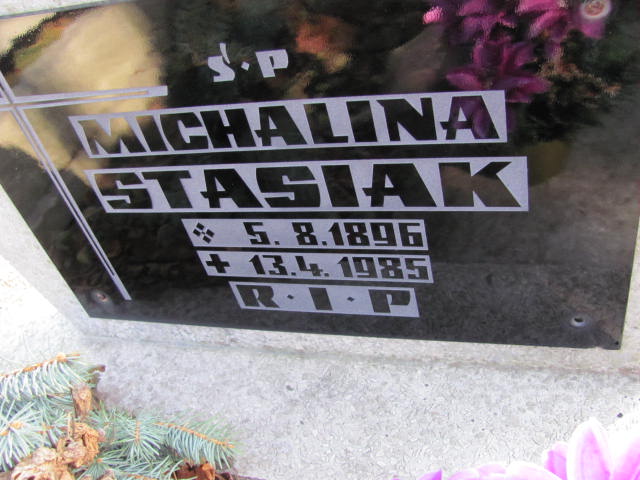 Ś·P
MICHALINA
STASIAK
❖ 5.8.1896
+ 13.4.1985
R·I·P